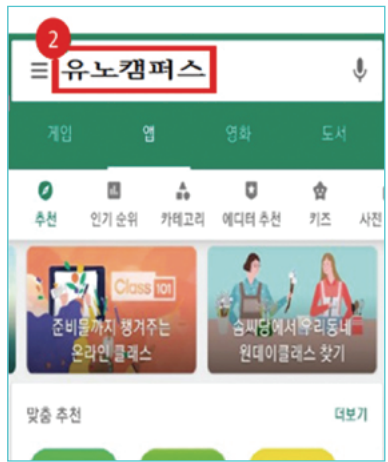 2
유노캠퍼스
게임 앱 영화 도서
추천 인기 순위 카테고리 에디터 추천 키즈 사전
Class 101
준비물까지 챙겨주는
온라인 클래스
솜씨당에서 우리동네
원데이클래스 찾기
맞춤 추천 더보기